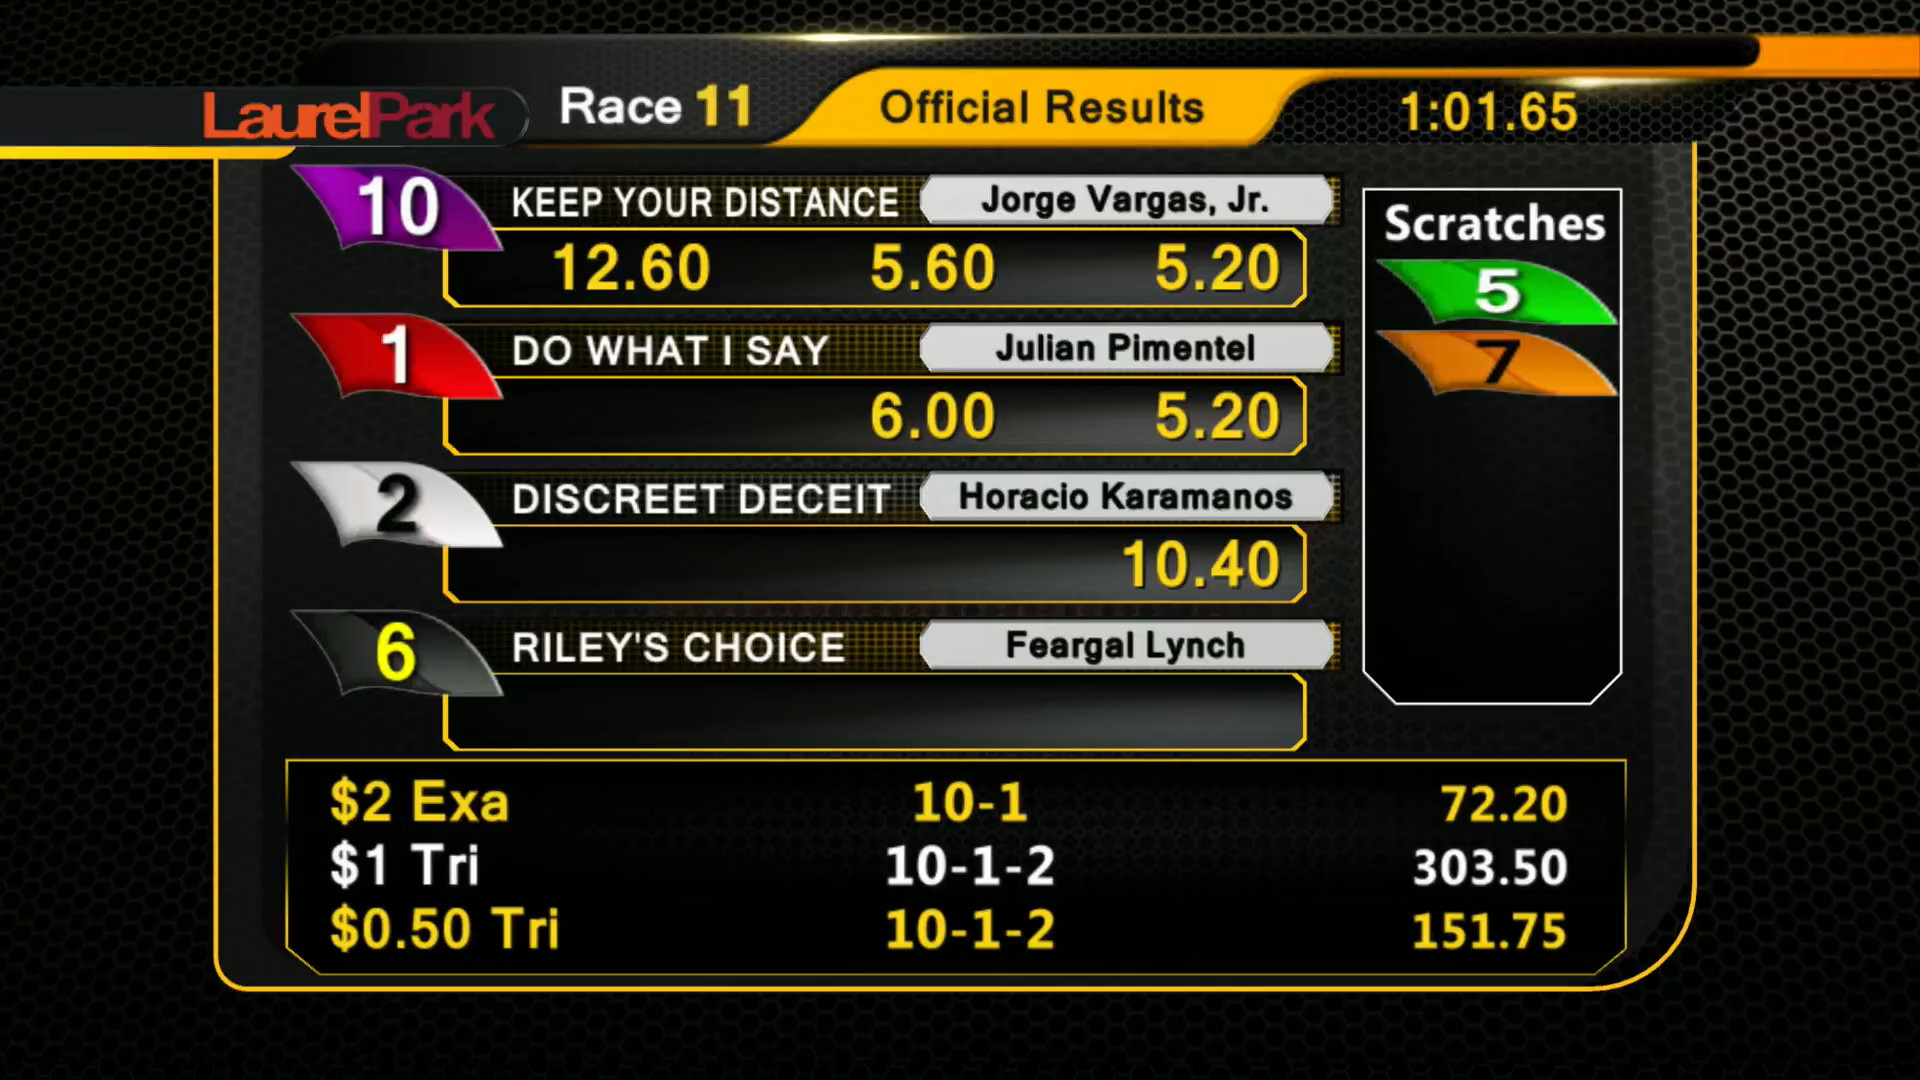 LaurelPark
Race 11
Official Results
1:01.65
10 KEEP YOUR DISTANCE Jorge Vargas, Jr.
12.60 5.60 5.20
1 DO WHAT I SAY Julian Pimentel
6.00 5.20
2 DISCREET DECEIT Horacio Karamanos
10.40
6 RILEY'S CHOICE Feargal Lynch
Scratches
5
7
$2 Exa 10-1 72.20
$1 Tri 10-1-2 303.50
$0.50 Tri 10-1-2 151.75